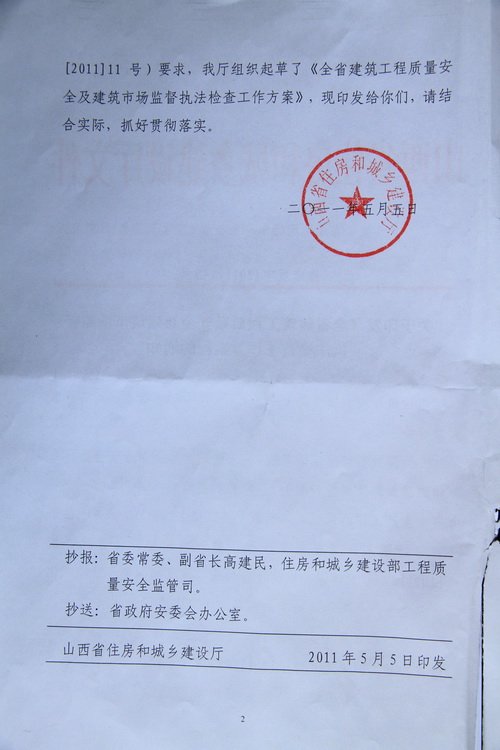 [2011]11 号）要求，我厅组织起草了《全省建筑工程质量安
全及建筑市场监督执法检查工作方案》，现印发给你们，请结
合实际，抓好贯彻落实。
山西省住房和城乡建设厅
二〇一一年五月五日
抄报：省委常委、副省长高建民，住房和城乡建设部工程质
量安全监管司。
抄送：省政府安委会办公室。
山西省住房和城乡建设厅 2011年5月5日印发
2